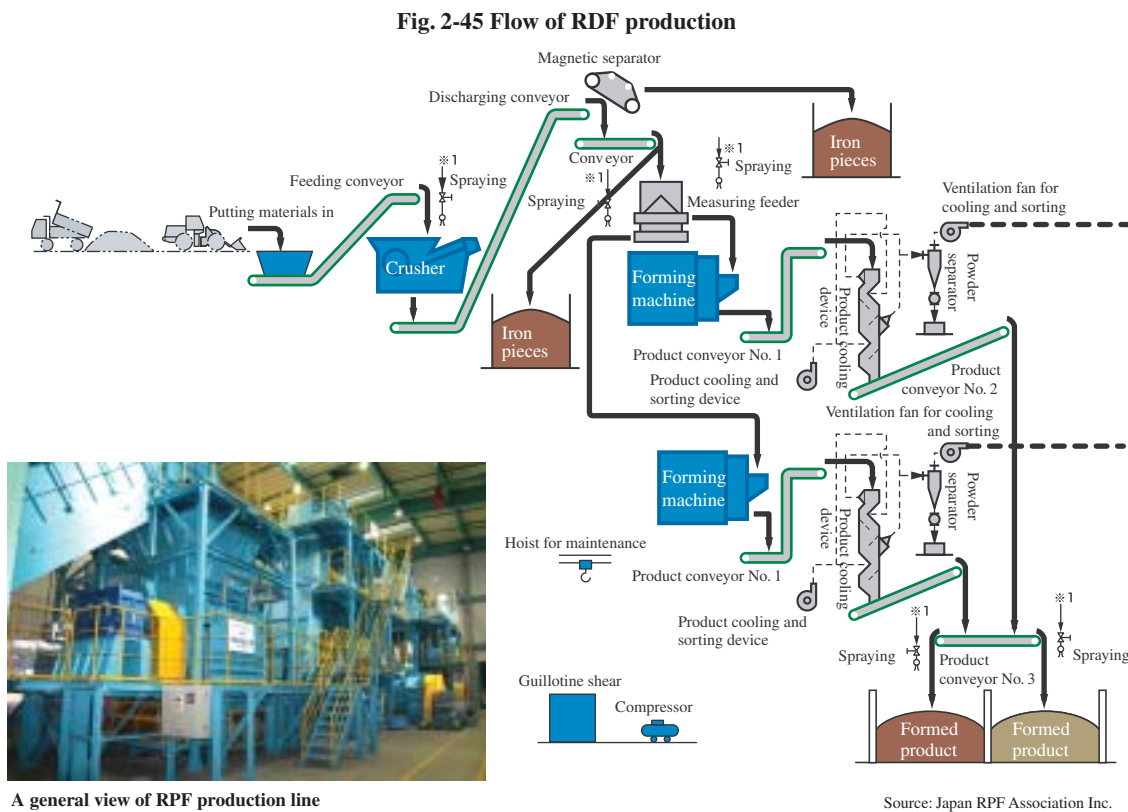 Fig. 2-45 Flow of RDF production
Magnetic separator
Discharging conveyor
Iron
pieces
Conveyor
※1
Spraying
Feeding conveyor
※1
Spraying
※1
Spraying
Measuring feeder
Ventilation fan for
cooling and sorting
Putting materials in
Crusher
Forming
machine
Product cooling
device
Powder
separator
Iron
pieces
Product conveyor No. 1
Product
conveyor No. 2
Product cooling and
sorting device
Ventilation fan for cooling
and sorting
Forming
machine
Product cooling
device
Powder
separator
Hoist for maintenance
Product conveyor No. 1
Product cooling and
sorting device
※1
Spraying
※1
Spraying
Product
conveyor No. 3
Guillotine shear
Compressor
Formed
product
Formed
product
A general view of RPF production line
Source: Japan RPF Association Inc.